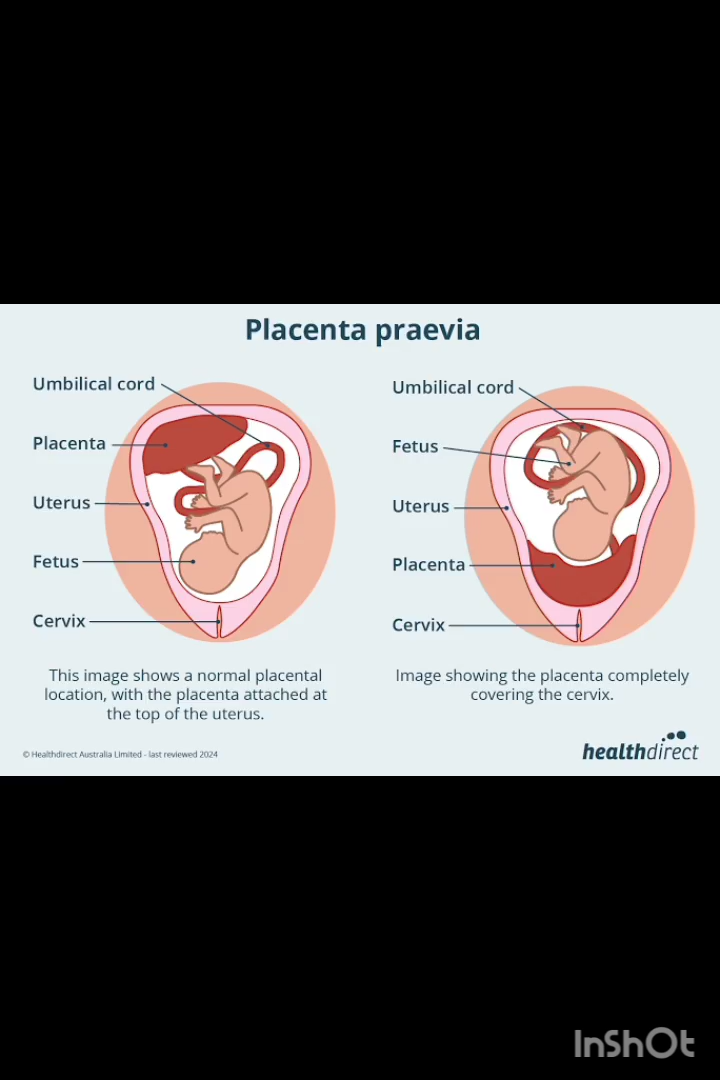 Placenta praevia
Umbilical cord
Placenta
Uterus
Fetus
Cervix
This image shows a normal placental
location, with the placenta attached at
the top of the uterus.
Umbilical cord
Fetus
Uterus
Placenta
Cervix
Image showing the placenta completely
covering the cervix.
© Healthdirect Australia Limited - last reviewed 2024
healthdirect
InShOt